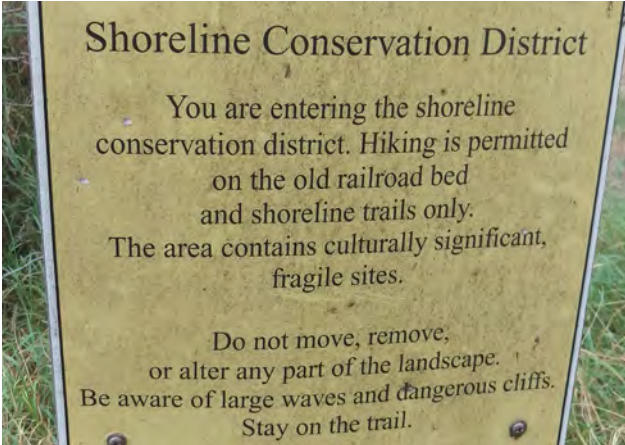 Shoreline Conservation District
You are entering the shoreline
conservation district. Hiking is permitted
on the old railroad bed
and shoreline trails only.
The area contains culturally significant,
fragile sites.
Do not move, remove,
or alter any part of the landscape.
Be aware of large waves and dangerous cliffs.
Stay on the trail.